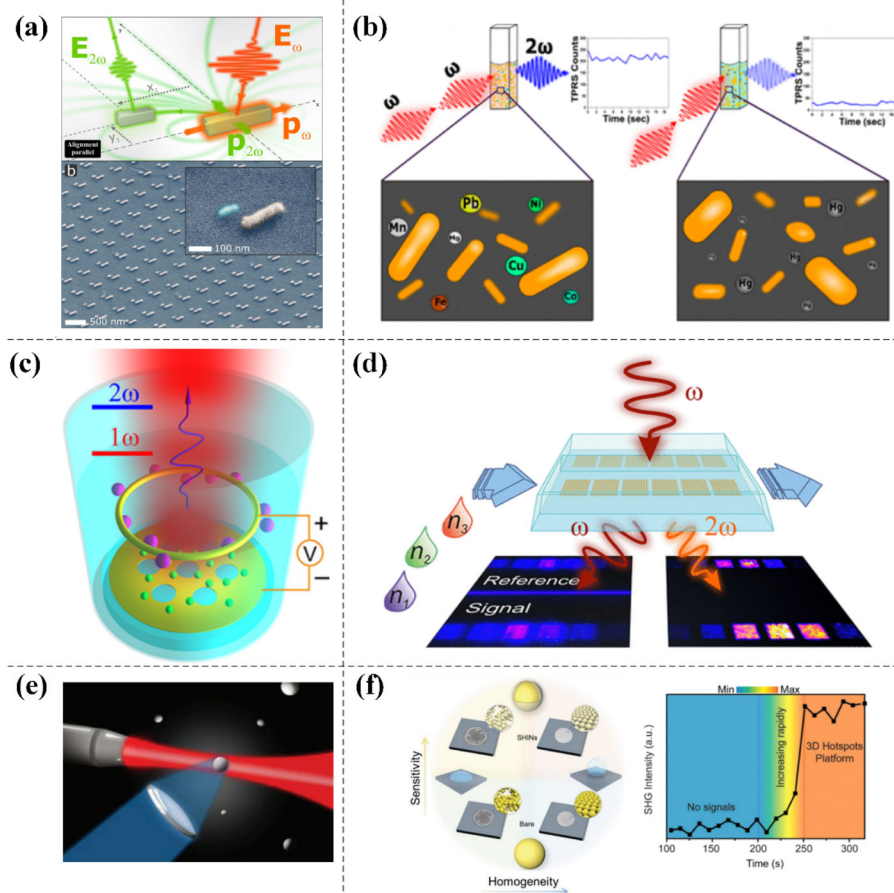 (a)
E2ω
Eω
x1
y1
x
pω
p2ω
Alignment
parallel
b
100 nm
500 nm
(b)
ω
ω
2ω
TPRS Counts
Time (sec)
TPRS Counts
Time (sec)
Pb
Ni
Mn
Mg
Cu
Fe
Co
Hg
Hg
Hg
(c)
2ω
1ω
+
V
−
(d)
ω
n3
n2
n1
ω
2ω
Reference
Signal
(e)
(f)
Sensitivity
SHINs
Bare
Homogeneity
Min
Max
SHG Intensity (a.u.)
No signals
Increasing rapidly
3D Hotspots
Platform
100 150 200 250 300
Time (s)